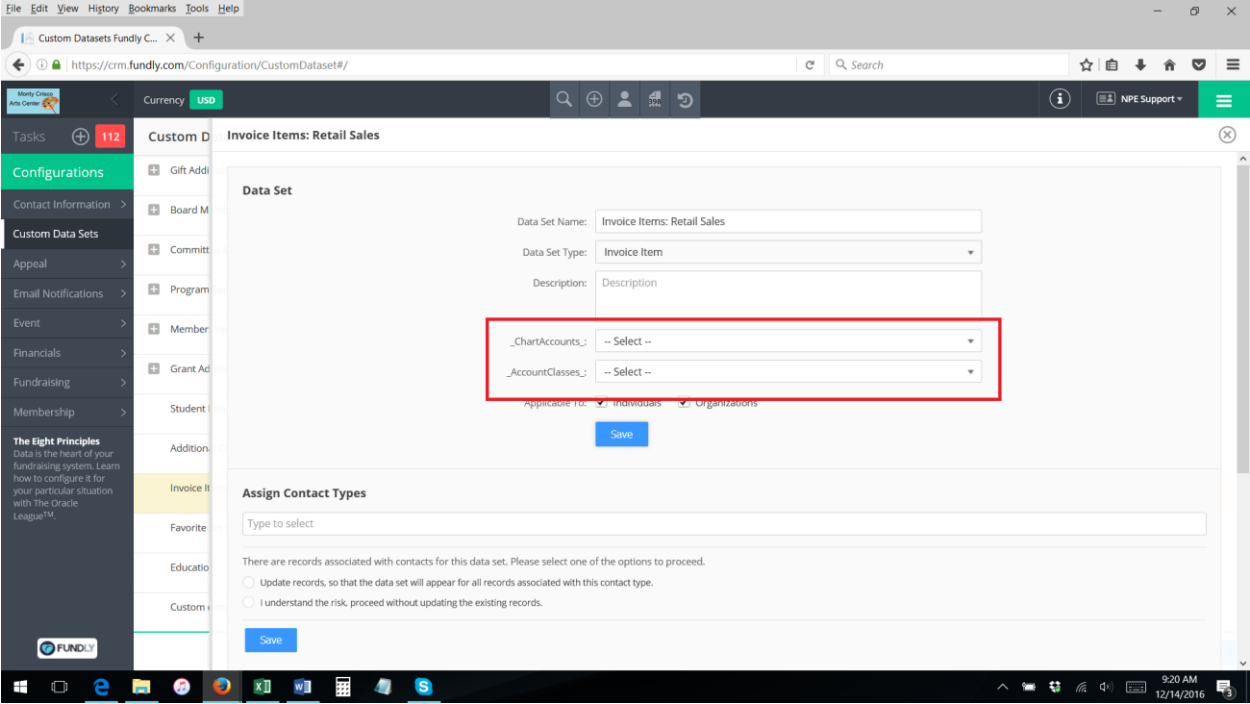 File Edit View History Bookmarks Tools Help
Custom Datasets Fundly C...
https://crm.fundly.com/Configuration/CustomDataset#/
Search
Monty Crisco
Arts Center
Currency USD
NPE Support
Tasks 112
Custom D
Invoice Items: Retail Sales
Configurations
Contact Information
Custom Data Sets
Appeal
Email Notifications
Event
Financials
Fundraising
Membership
The Eight Principles
Data is the heart of your
fundraising system. Learn
how to configure it for
your particular situation
with The Oracle
League™.
FUNDLY
Gift Addi
Board M
Committ
Program
Member
Grant Ad
Student
Addition
Invoice It
Favorite
Educatio
Custom
Data Set
Data Set Name: Invoice Items: Retail Sales
Data Set Type: Invoice Item
Description: Description
_ChartAccounts_: -- Select --
_AccountClasses_: -- Select --
Applicable To: Individuals Organizations
Save
Assign Contact Types
Type to select
There are records associated with contacts for this data set. Please select one of the options to proceed.
Update records, so that the data set will appear for all records associated with this contact type.
I understand the risk, proceed without updating the existing records.
Save
9:20 AM
12/14/2016
3